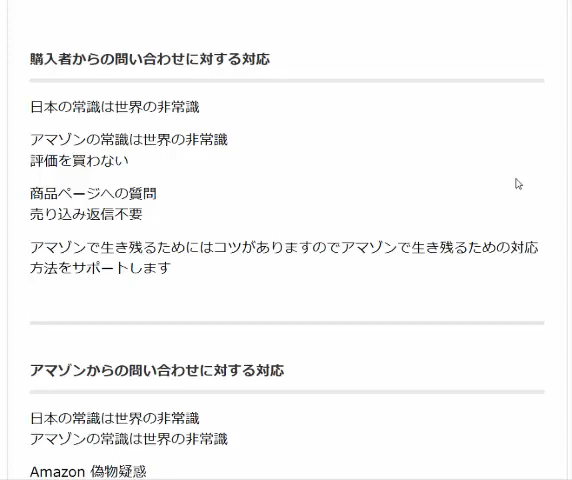 購入者からの問い合わせに対する対応
日本の常識は世界の非常識
アマゾンの常識は世界の非常識
評価を買わない
商品ページへの質問
売り込み返信不要
アマゾンで生き残るためにはコツがありますのでアマゾンで生き残るための対応
方法をサポートします
アマゾンからの問い合わせに対する対応
日本の常識は世界の非常識
アマゾンの常識は世界の非常識
Amazon 偽物疑惑